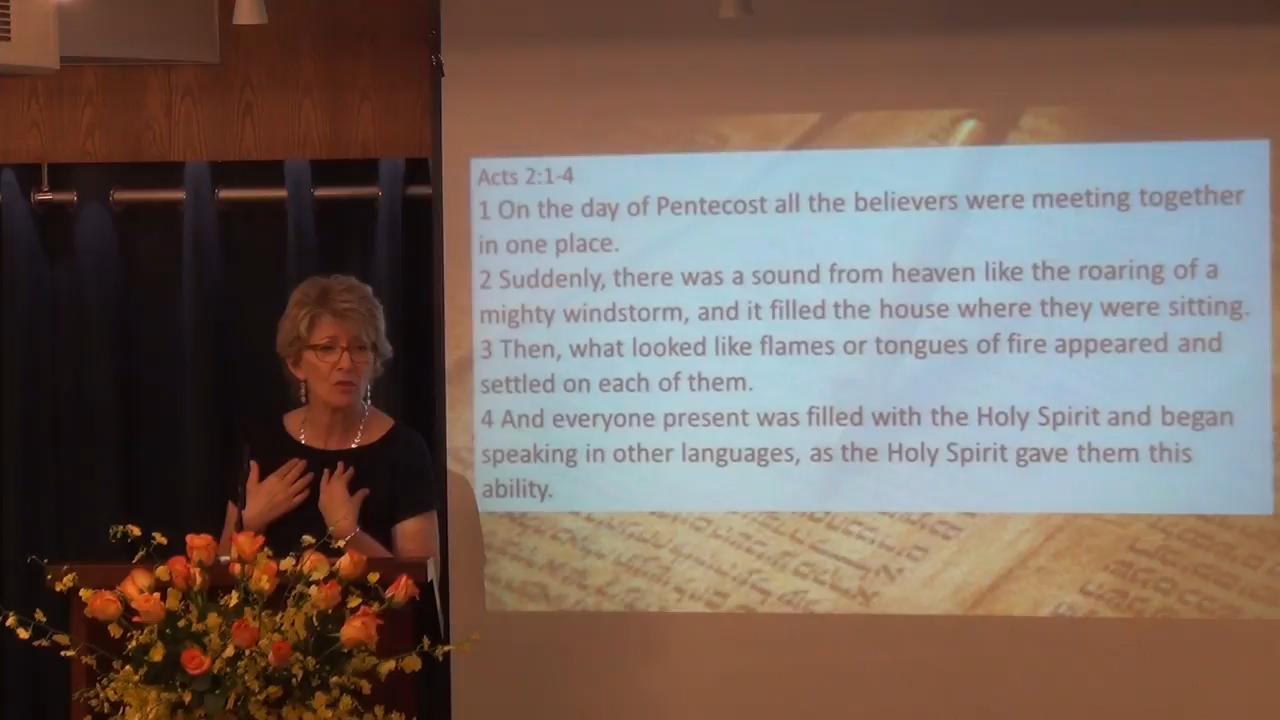 Acts 2:1-4
1 On the day of Pentecost all the believers were meeting together
in one place.
2 Suddenly, there was a sound from heaven like the roaring of a
mighty windstorm, and it filled the house where they were sitting.
3 Then, what looked like flames or tongues of fire appeared and
settled on each of them.
4 And everyone present was filled with the Holy Spirit and began
speaking in other languages, as the Holy Spirit gave them this
ability.